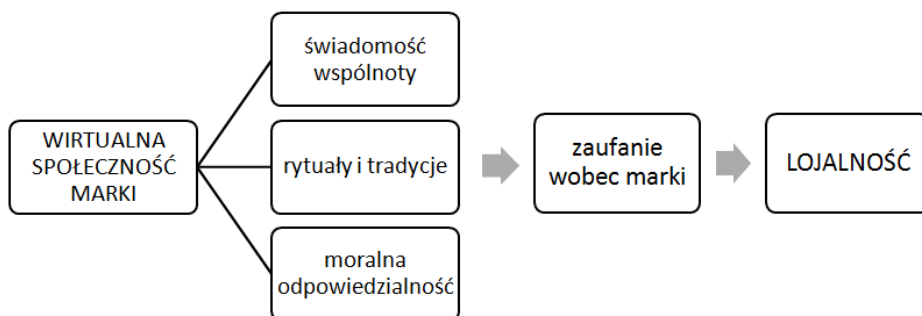 WIRTUALNA
SPOŁECZNOŚĆ
MARKI
świadomość
wspólnoty
rytuały i tradycje
moralna
odpowiedzialność
zaufanie
wobec marki
LOJALNOŚĆ